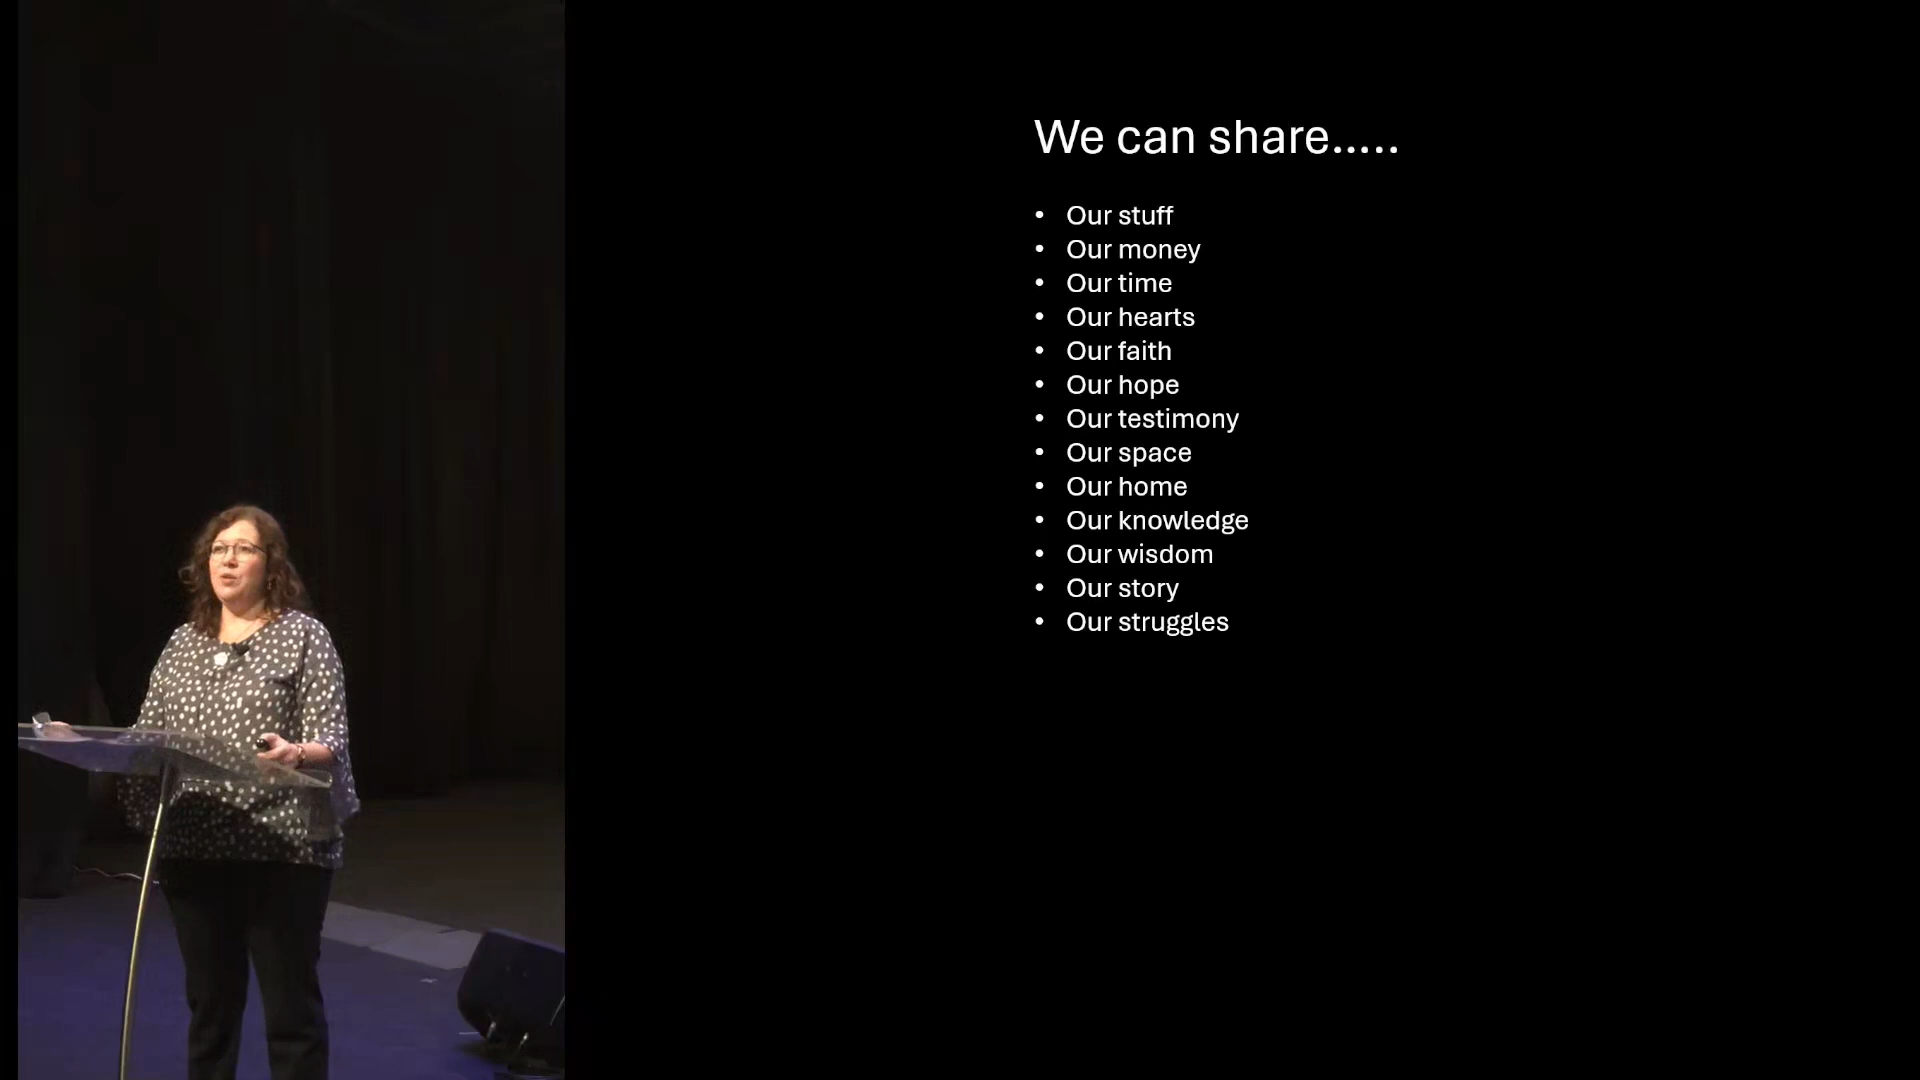 We can share.....
• Our stuff
• Our money
• Our time
• Our hearts
• Our faith
• Our hope
• Our testimony
• Our space
• Our home
• Our knowledge
• Our wisdom
• Our story
• Our struggles